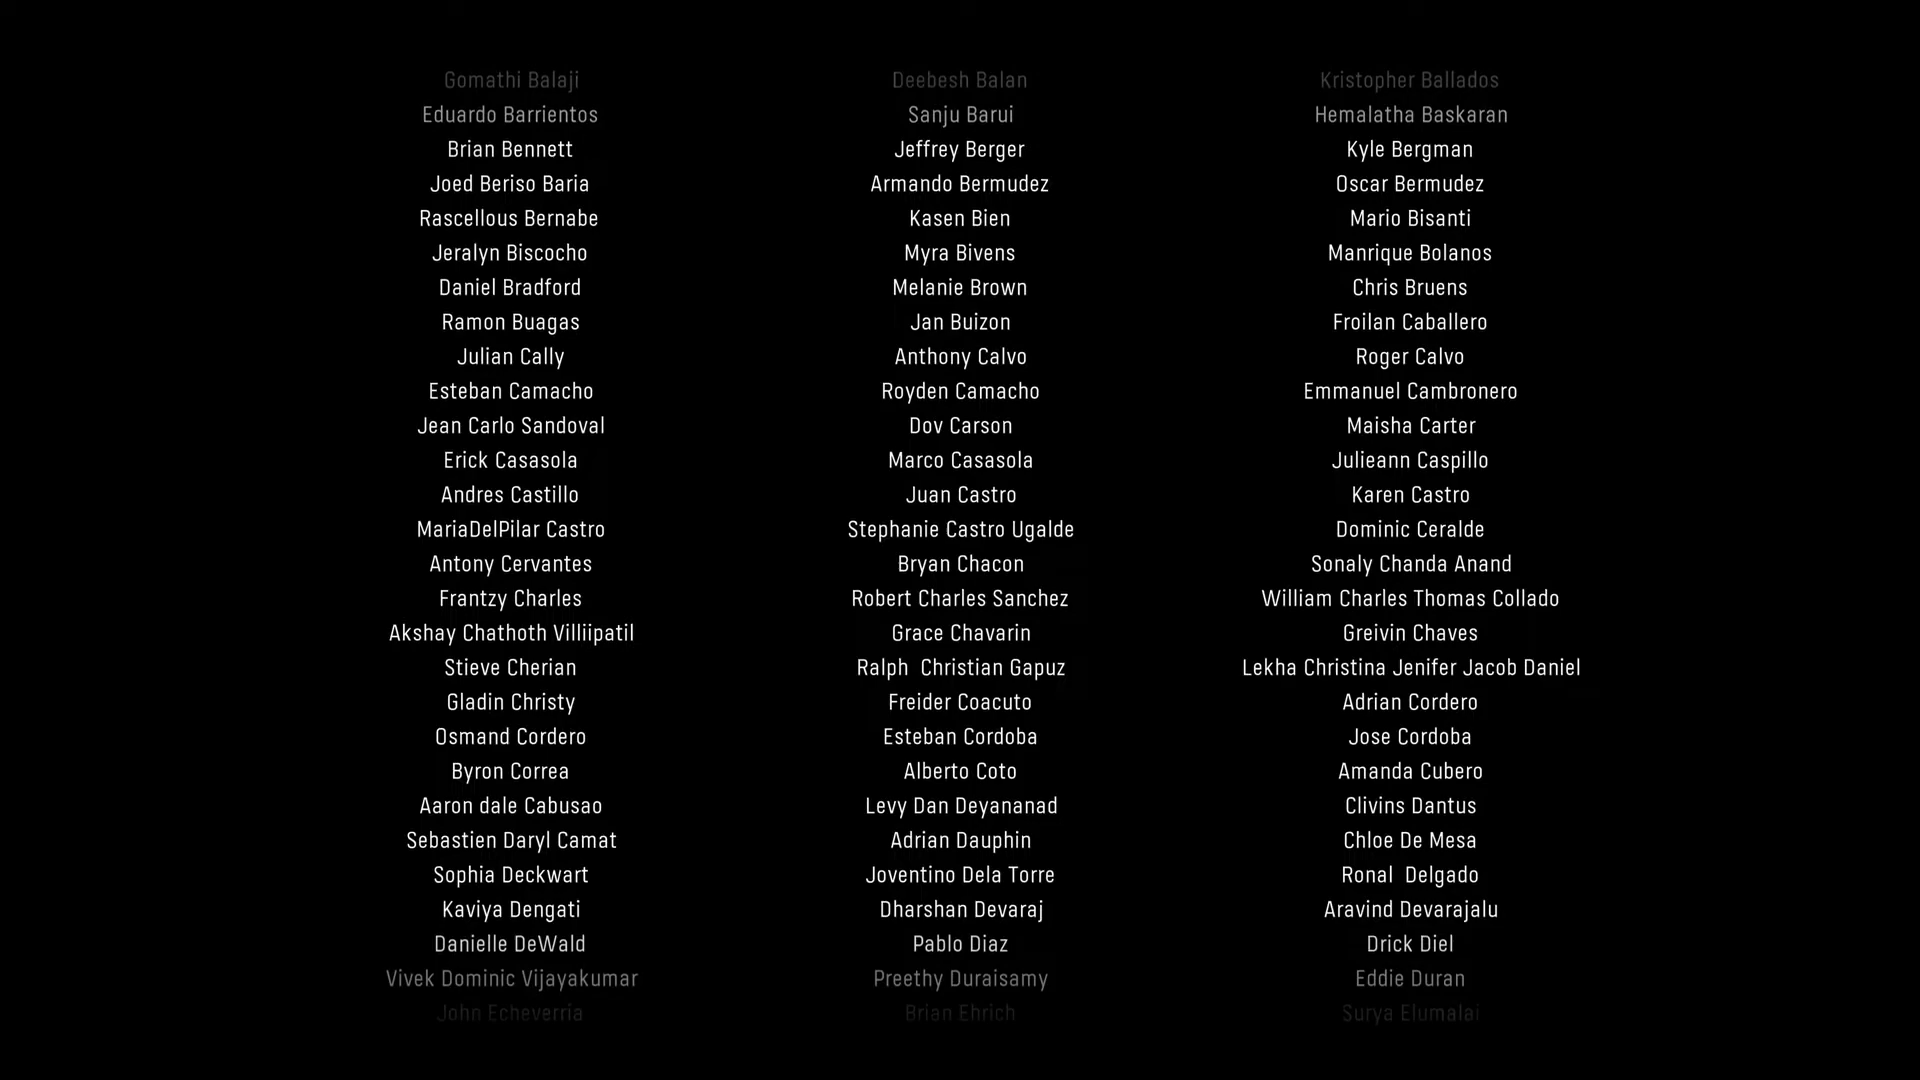 Gomathi Balaji Deebesh Balan Kristopher Ballados
Eduardo Barrientos Sanju Barui Hemalatha Baskaran
Brian Bennett Jeffrey Berger Kyle Bergman
Joed Beriso Baria Armando Bermudez Oscar Bermudez
Rascellous Bernabe Kasen Bien Mario Bisanti
Jeralyn Biscocho Myra Bivens Manrique Bolanos
Daniel Bradford Melanie Brown Chris Bruens
Ramon Buagas Jan Buizon Froilan Caballero
Julian Cally Anthony Calvo Roger Calvo
Esteban Camacho Royden Camacho Emmanuel Cambronero
Jean Carlo Sandoval Dov Carson Maisha Carter
Erick Casasola Marco Casasola Julieann Caspillo
Andres Castillo Juan Castro Karen Castro
MariaDelPilar Castro Stephanie Castro Ugalde Dominic Ceralde
Antony Cervantes Bryan Chacon Sonaly Chanda Anand
Frantzy Charles Robert Charles Sanchez William Charles Thomas Collado
Akshay Chathoth Villiipatil Grace Chavarin Greivin Chaves
Stieve Cherian Ralph  Christian Gapuz Lekha Christina Jenifer Jacob Daniel
Gladin Christy Freider Coacuto Adrian Cordero
Osmand Cordero Esteban Cordoba Jose Cordoba
Byron Correa Alberto Coto Amanda Cubero
Aaron dale Cabusao Levy Dan Deyananad Clivins Dantus
Sebastien Daryl Camat Adrian Dauphin Chloe De Mesa
Sophia Deckwart Joventino Dela Torre Ronal  Delgado
Kaviya Dengati Dharshan Devaraj Aravind Devarajalu
Danielle DeWald Pablo Diaz Drick Diel
Vivek Dominic Vijayakumar Preethy Duraisamy Eddie Duran
John Echeverria Brian Ehrich Surya Elumalai